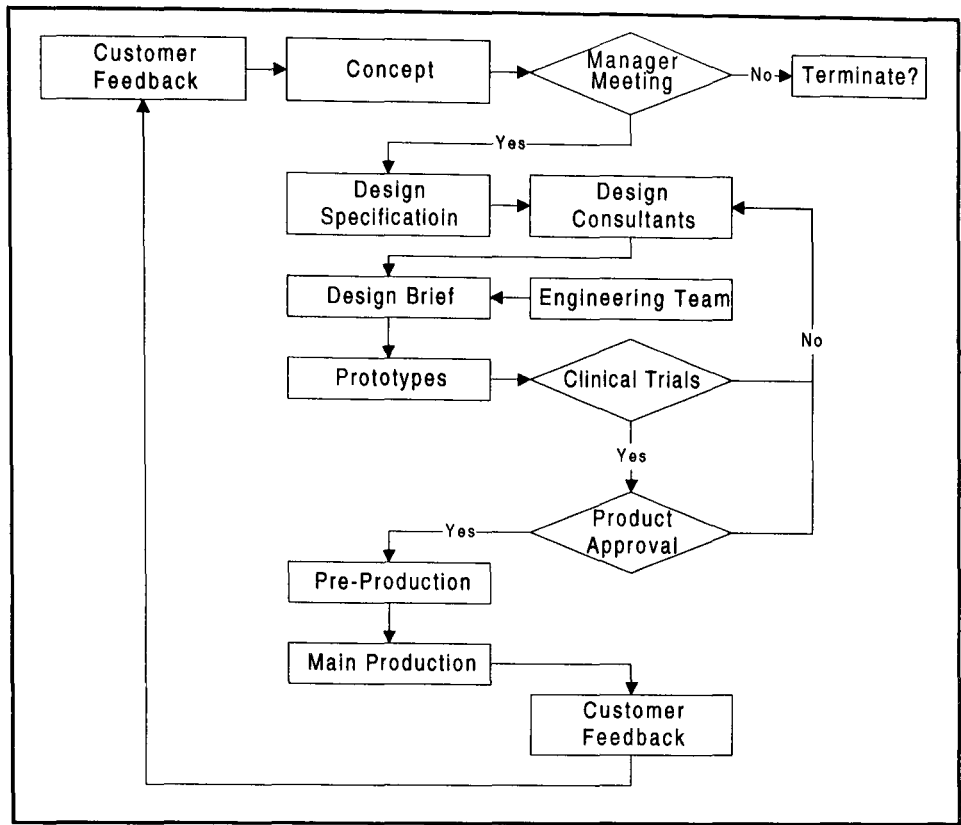 Customer
Feedback
Concept
Manager
Meeting
No
Terminate?
Yes
Design
Specificatioin
Design
Consultants
Design Brief
Engineering Team
No
Prototypes
Clinical Trials
Yes
Product
Approval
Yes
Pre-Production
Main Production
Customer
Feedback